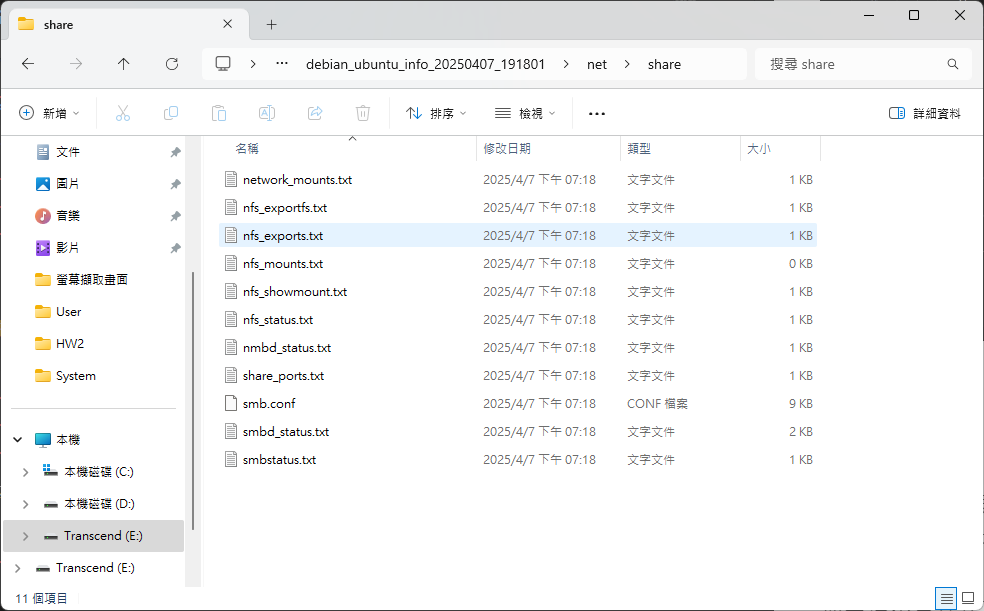 share
debian_ubuntu_info_20250407_191801 net share
搜尋 share
新增 排序 檢視 詳細資料
文件
圖片
音樂
影片
螢幕擷取畫面
User
HW2
System
本機
本機磁碟 (C:)
本機磁碟 (D:)
Transcend (E:)
Transcend (E:)
名稱 修改日期 類型 大小
network_mounts.txt 2025/4/7 下午 07:18 文字文件 1 KB
nfs_exportfs.txt 2025/4/7 下午 07:18 文字文件 1 KB
nfs_exports.txt 2025/4/7 下午 07:18 文字文件 1 KB
nfs_mounts.txt 2025/4/7 下午 07:18 文字文件 0 KB
nfs_showmount.txt 2025/4/7 下午 07:18 文字文件 1 KB
nfs_status.txt 2025/4/7 下午 07:18 文字文件 1 KB
nmbd_status.txt 2025/4/7 下午 07:18 文字文件 1 KB
share_ports.txt 2025/4/7 下午 07:18 文字文件 1 KB
smb.conf 2025/4/7 下午 07:18 CONF 檔案 9 KB
smbd_status.txt 2025/4/7 下午 07:18 文字文件 2 KB
smbstatus.txt 2025/4/7 下午 07:18 文字文件 1 KB
11 個項目